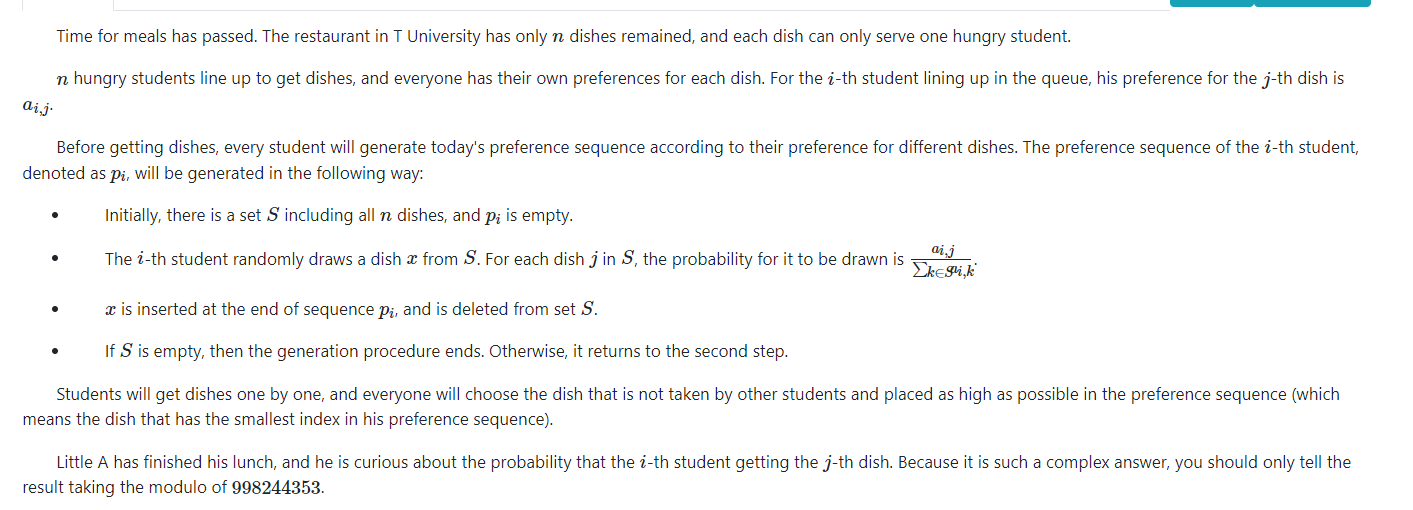 Time for meals has passed. The restaurant in T University has only n dishes remained, and each dish can only serve one hungry student.
n hungry students line up to get dishes, and everyone has their own preferences for each dish. For the i-th student lining up in the queue, his preference for the j-th dish is
a_{i,j}.
Before getting dishes, every student will generate today's preference sequence according to their preference for different dishes. The preference sequence of the i-th student,
denoted as p_i, will be generated in the following way:
• Initially, there is a set S including all n dishes, and p_i is empty.
• The i-th student randomly draws a dish x from S. For each dish j in S, the probability for it to be drawn is \frac{a_{i,j}}{\sum_{k∈S} a_{i,k}}.
• x is inserted at the end of sequence p_i, and is deleted from set S.
• If S is empty, then the generation procedure ends. Otherwise, it returns to the second step.
Students will get dishes one by one, and everyone will choose the dish that is not taken by other students and placed as high as possible in the preference sequence (which
means the dish that has the smallest index in his preference sequence).
Little A has finished his lunch, and he is curious about the probability that the i-th student getting the j-th dish. Because it is such a complex answer, you should only tell the
result taking the modulo of 998244353.